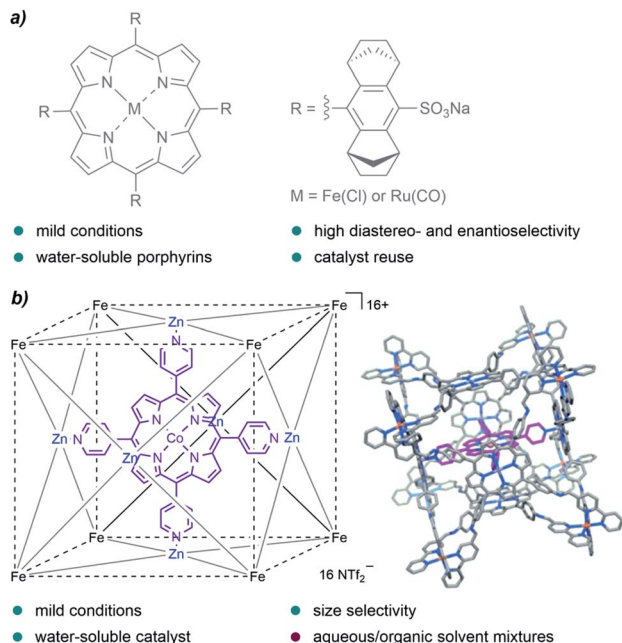 a)
R
N N
R M R
N N
R
R = SO₃Na
M = Fe(Cl) or Ru(CO)
mild conditions
high diastereo- and enantioselectivity
water-soluble porphyrins
catalyst reuse
b)
Fe Fe 16+
Zn
Fe Fe
N
N N Zn
Zn N Co N Zn
Zn N N
N
Fe Zn Fe
Fe Fe 16 NTf₂⁻
mild conditions
size selectivity
water-soluble catalyst
aqueous/organic solvent mixtures